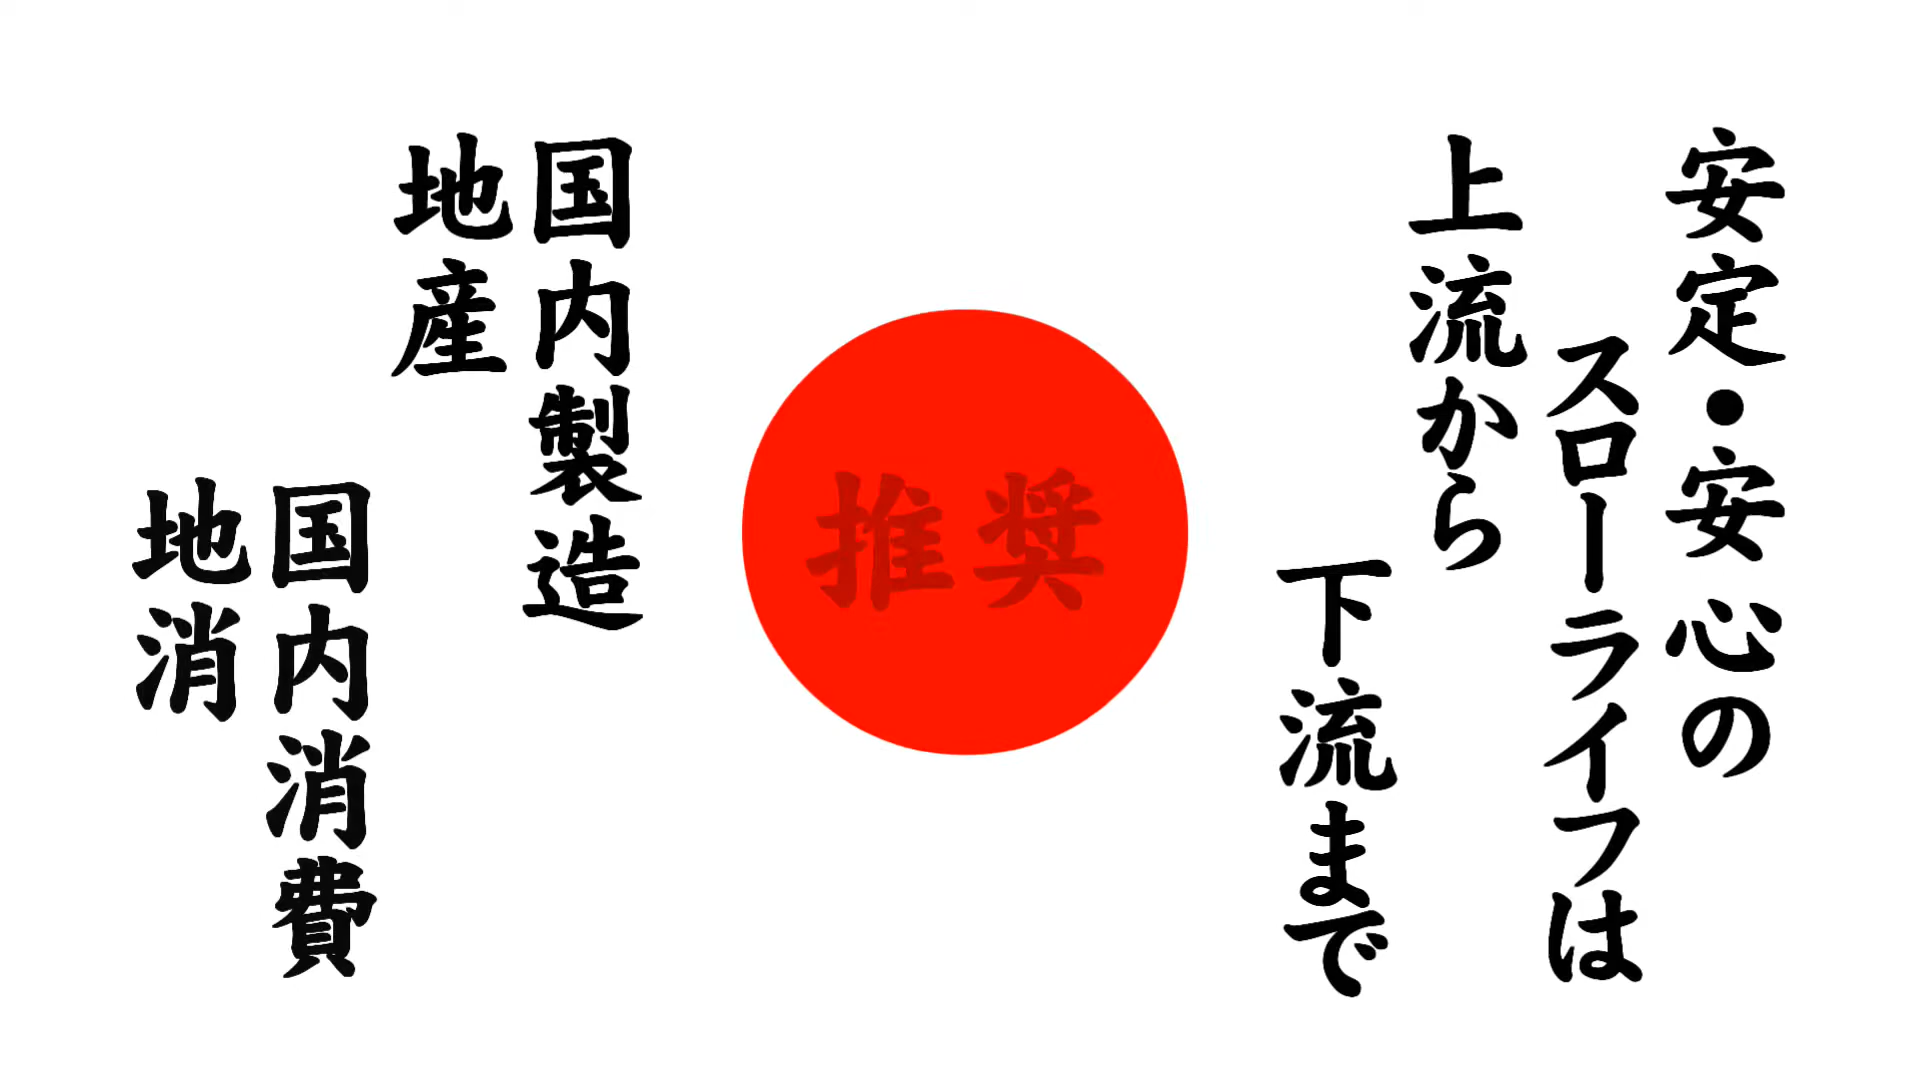 安定・安心の
スローライフは
上流から
下流まで
推奨
国内製造
地産
国内消費
地消